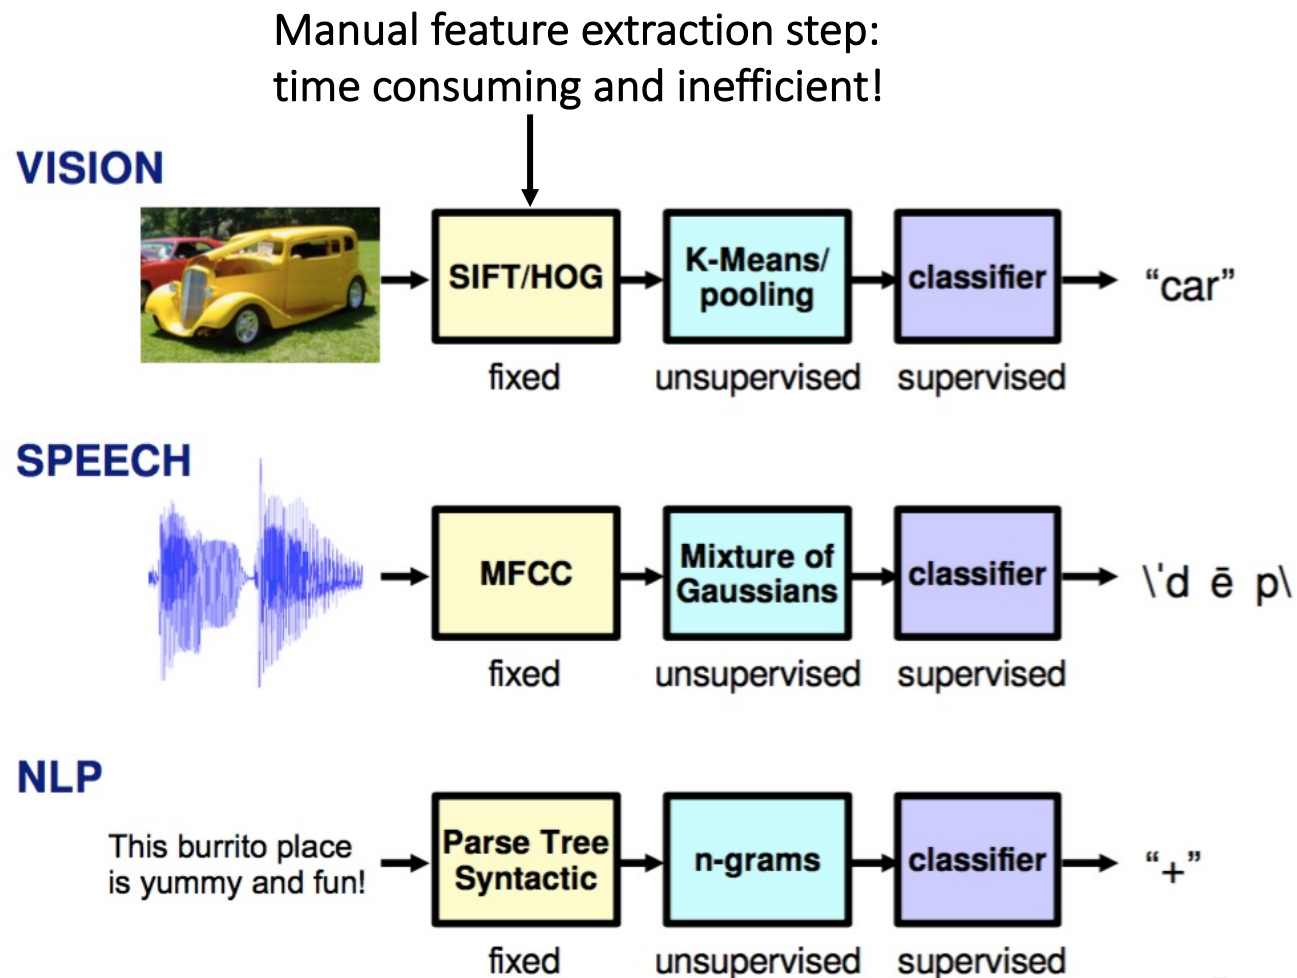 Manual feature extraction step:
time consuming and inefficient!
VISION
SIFT/HOG
K-Means/
pooling
classifier
“car”
fixed
unsupervised
supervised
SPEECH
MFCC
Mixture of
Gaussians
classifier
\ˈd ē p\
fixed
unsupervised
supervised
NLP
This burrito place
is yummy and fun!
Parse Tree
Syntactic
n-grams
classifier
“+”
fixed
unsupervised
supervised